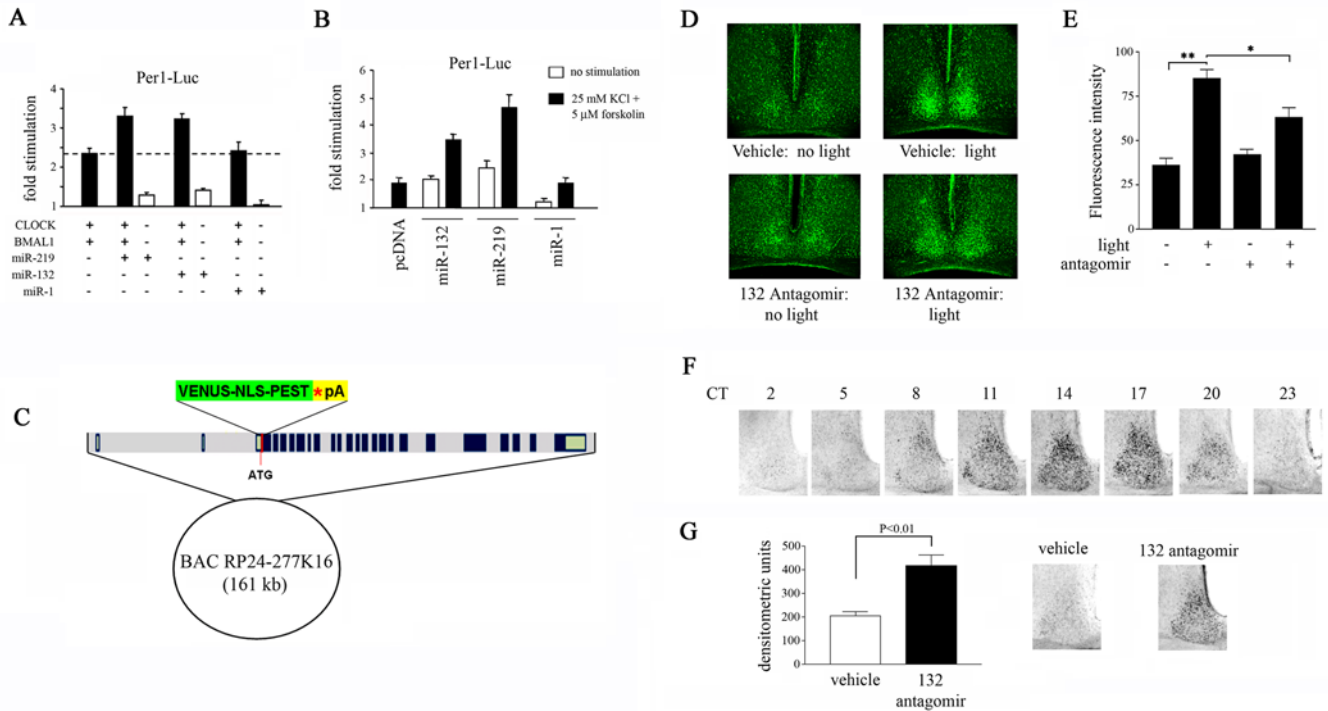 A
Per1-Luc
fold stimulation
4
3
2
1
CLOCK + + - + - + -
BMAL1 + + - + - + -
miR-219 - + + - - - -
miR-132 - - - + + - -
miR-1 - - - - - + +
B
Per1-Luc
no stimulation
25 mM KCl +
5 µM forskolin
fold stimulation
6
5
4
3
2
1
pcDNA
miR-132
miR-219
miR-1
C
VENUS-NLS-PEST*pA
ATG
BAC RP24-277K16
(161 kb)
D
Vehicle: no light
Vehicle: light
132 Antagomir:
no light
132 Antagomir:
light
E
Fluorescence intensity
100
75
50
25
0
**
*
light - + - +
antagomir - - + +
F
CT 2 5 8 11 14 17 20 23
G
P<0.01
densitometric units
500
400
300
200
100
0
vehicle
132
antagomir
vehicle
132 antagomir